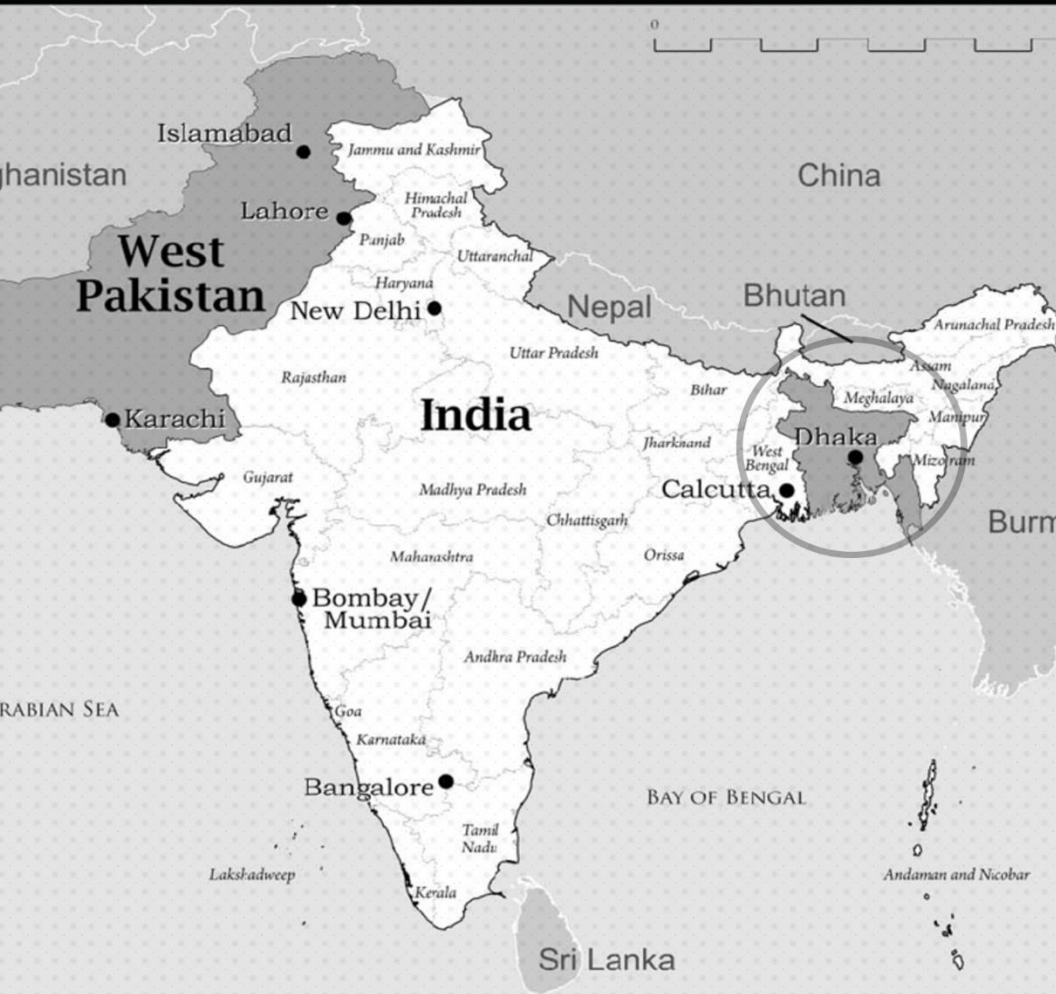 0
Islamabad
Jammu and Kashmir
ghanistan
China
Himachal
Pradesh
Lahore
Punjab
West
Pakistan
Uttaranchal
Haryana
New Delhi
Nepal
Bhutan
Arunachal Pradesh
Uttar Pradesh
Assam
Rajasthan
Bihar
Nagalana
Meghalaya
India
Manipur
Karachi
Dhaka
Jharknand
West
Bengal
Mizoram
Gujarat
Madhya Pradesh
Calcutta
Chhattisgarh
Burm
Maharashtra
Orissa
Bombay/
Mumbai
Andhra Pradesh
RABIAN SEA
Goa
Karnataka
Bangalore
BAY OF BENGAL
Tamil
Nadu
Lakshadweep
Andaman and Nicobar
Kerala
Sri Lanka